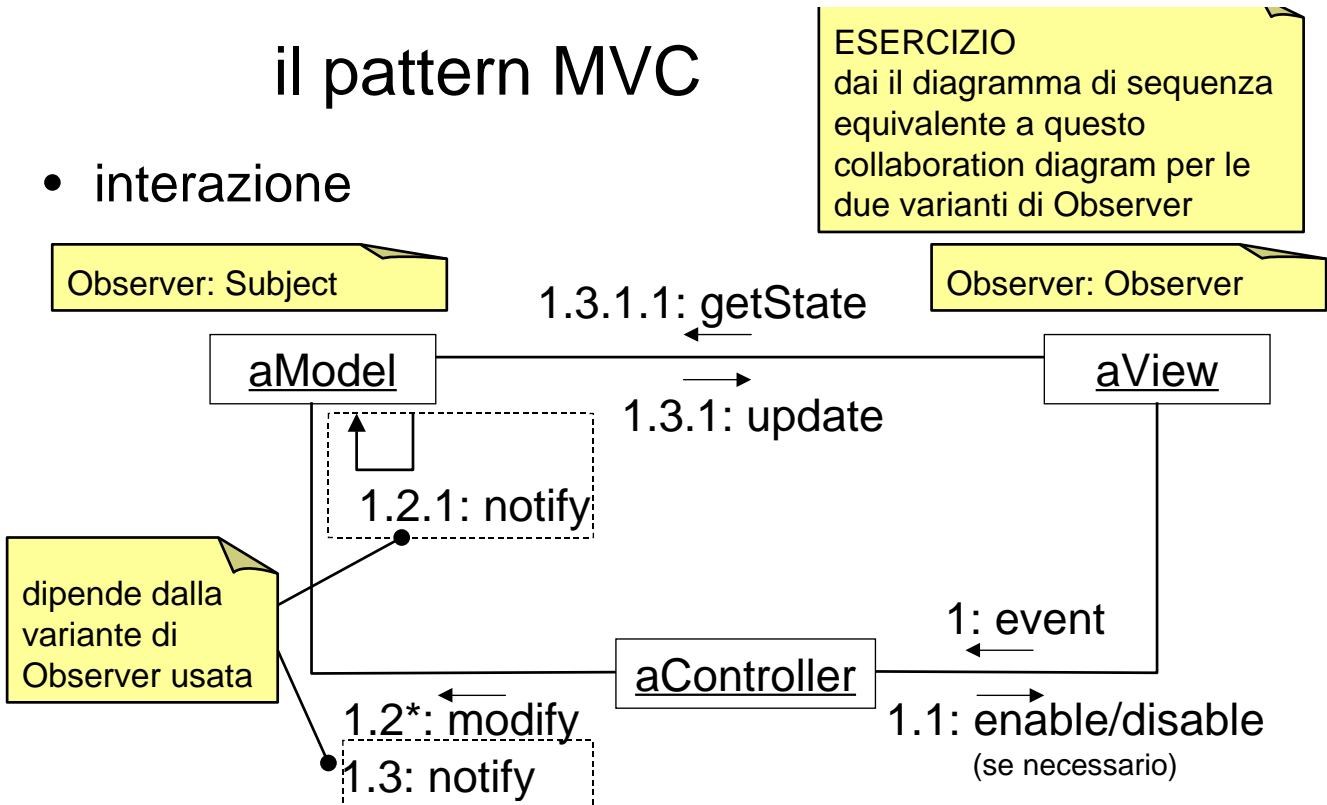 il pattern MVC
ESERCIZIO
dai il diagramma di sequenza
equivalente a questo
collaboration diagram per le
due varianti di Observer
• interazione
Observer: Subject
Observer: Observer
1.3.1.1: getState
aModel
aView
1.3.1: update
1.2.1: notify
dipende dalla
variante di
Observer usata
1: event
aController
1.2*: modify
1.1: enable/disable
(se necessario)
1.3: notify